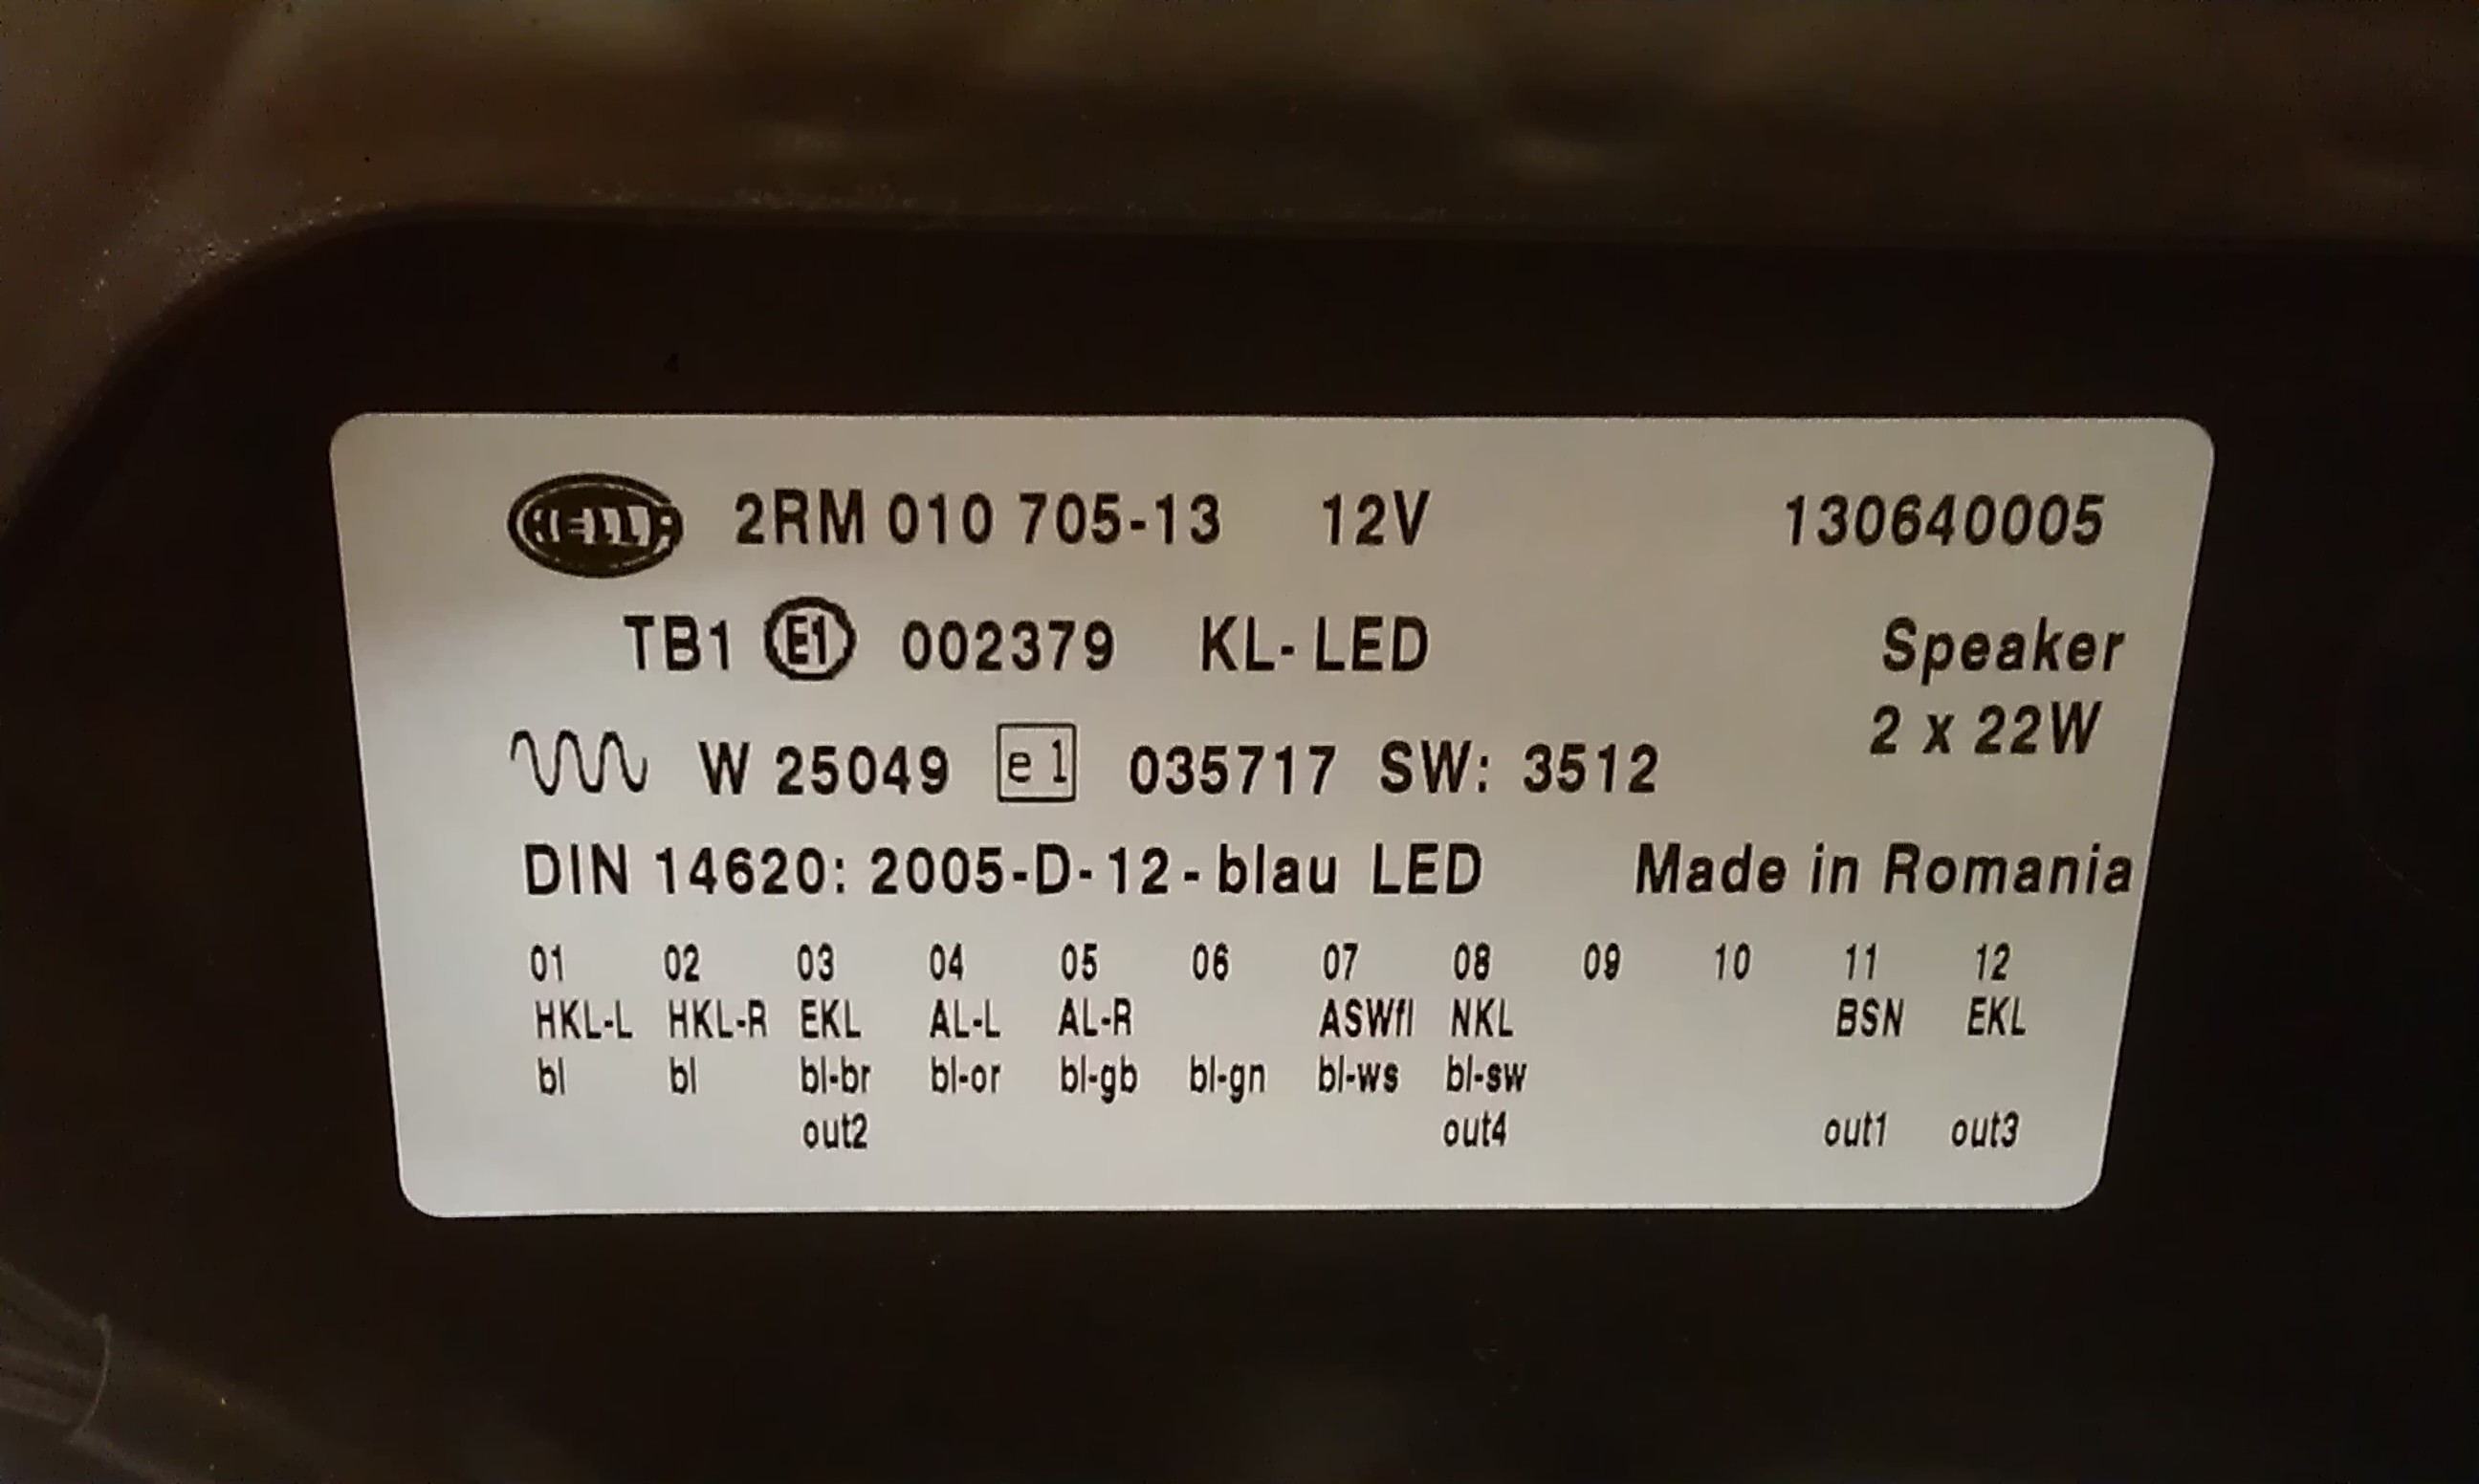 HELLA 2RM 010 705-13 12V 130640005
TB1 E1 002379 KL-LED Speaker
2 x 22W
W 25049 e1 035717 SW: 3512
DIN 14620: 2005-D-12-blau LED Made in Romania
01 02 03 04 05 06 07 08 09 10 11 12
HKL-L HKL-R EKL AL-L AL-R ASWfl NKL BSN EKL
bl bl bl-br bl-or bl-gb bl-gn bl-ws bl-sw
out2 out4 out1 out3